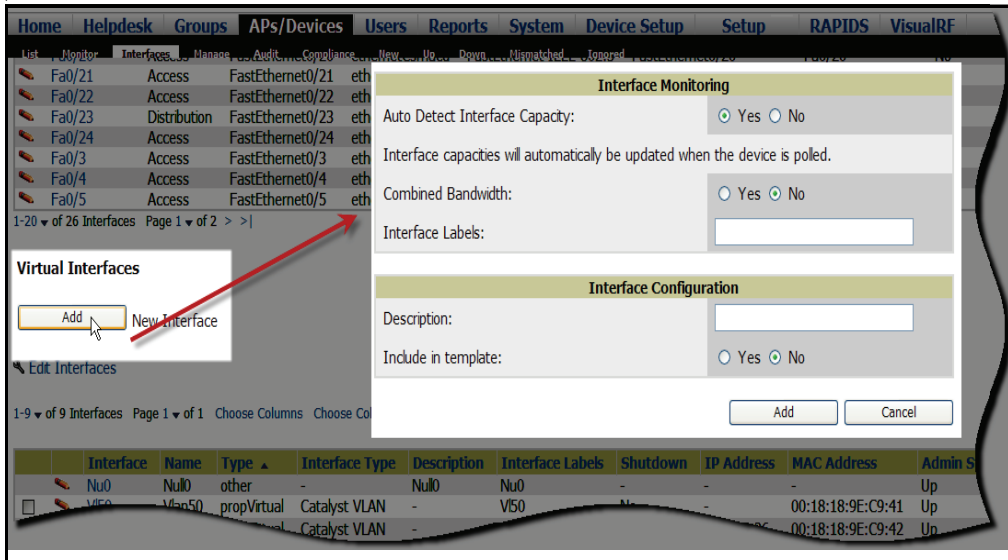 Home Helpdesk Groups APs/Devices Users Reports System Device Setup Setup RAPIDS VisualRF
List Monitor Interfaces Manage Audit Compliance New Up Down Mismatched Ignored
Fa0/21 Access FastEthernet0/21 eth
Fa0/22 Access FastEthernet0/22 eth
Fa0/23 Distribution FastEthernet0/23 eth
Fa0/24 Access FastEthernet0/24 eth
Fa0/3 Access FastEthernet0/3 eth
Fa0/4 Access FastEthernet0/4 eth
Fa0/5 Access FastEthernet0/5 eth
1-20 of 26 Interfaces Page 1 of 2 > >|
Interface Monitoring
Auto Detect Interface Capacity: Yes No
Interface capacities will automatically be updated when the device is polled.
Combined Bandwidth: Yes No
Interface Labels:
Interface Configuration
Description:
Include in template: Yes No
Add Cancel
Virtual Interfaces
Add New Interface
Edit Interfaces
1-9 of 9 Interfaces Page 1 of 1 Choose Columns Choose Col
Interface Name Type Interface Type Description Interface Labels Shutdown IP Address MAC Address Admin S
Nu0 Null0 other - Null0 Nu0 - - - Up
Vl50 Vlan50 propVirtual Catalyst VLAN - Vl50 No - 00:18:18:9E:C9:41 Up
Catalyst VLAN - 00:18:18:9E:C9:42 Up